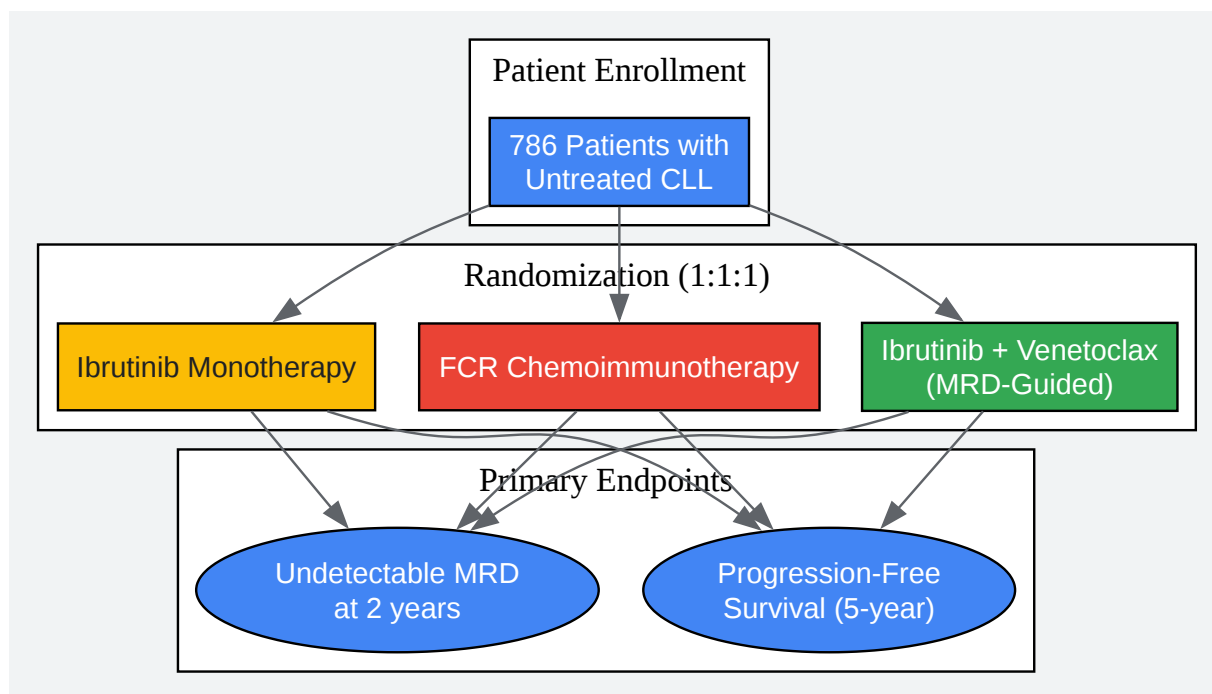 Patient Enrollment
786 Patients with
Untreated CLL
Randomization (1:1:1)
Ibrutinib Monotherapy
FCR Chemoimmunotherapy
Ibrutinib + Venetoclax
(MRD-Guided)
Primary Endpoints
Undetectable MRD
at 2 years
Progression-Free
Survival (5-year)